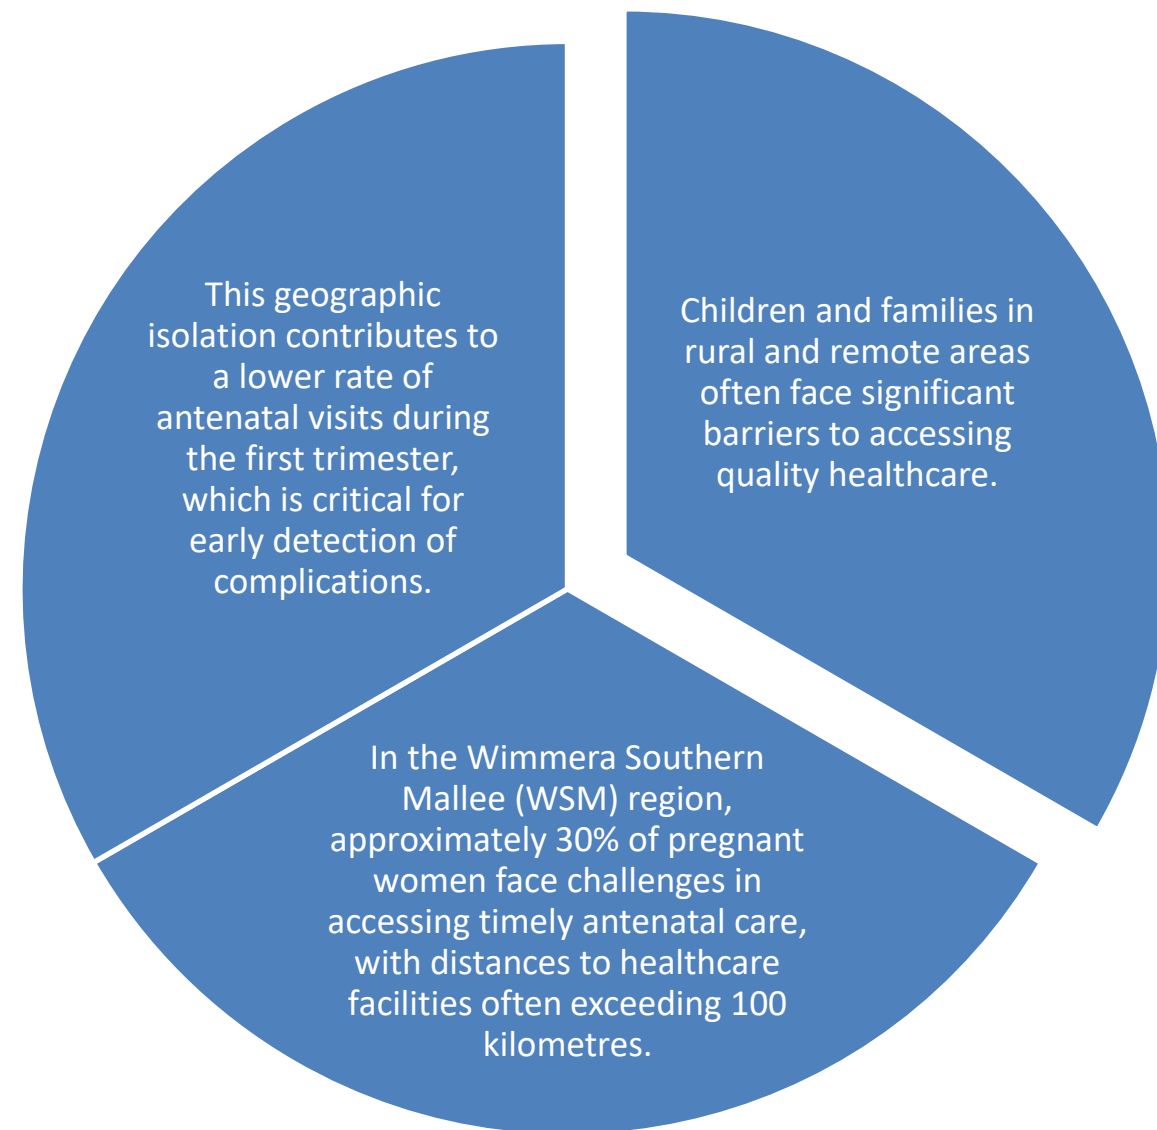 Children and families in
rural and remote areas
often face significant
barriers to accessing
quality healthcare.
In the Wimmera Southern
Mallee (WSM) region,
approximately 30% of pregnant
women face challenges in
accessing timely antenatal care,
with distances to healthcare
facilities often exceeding 100
kilometres.
This geographic
isolation contributes to
a lower rate of
antenatal visits during
the first trimester,
which is critical for
early detection of
complications.